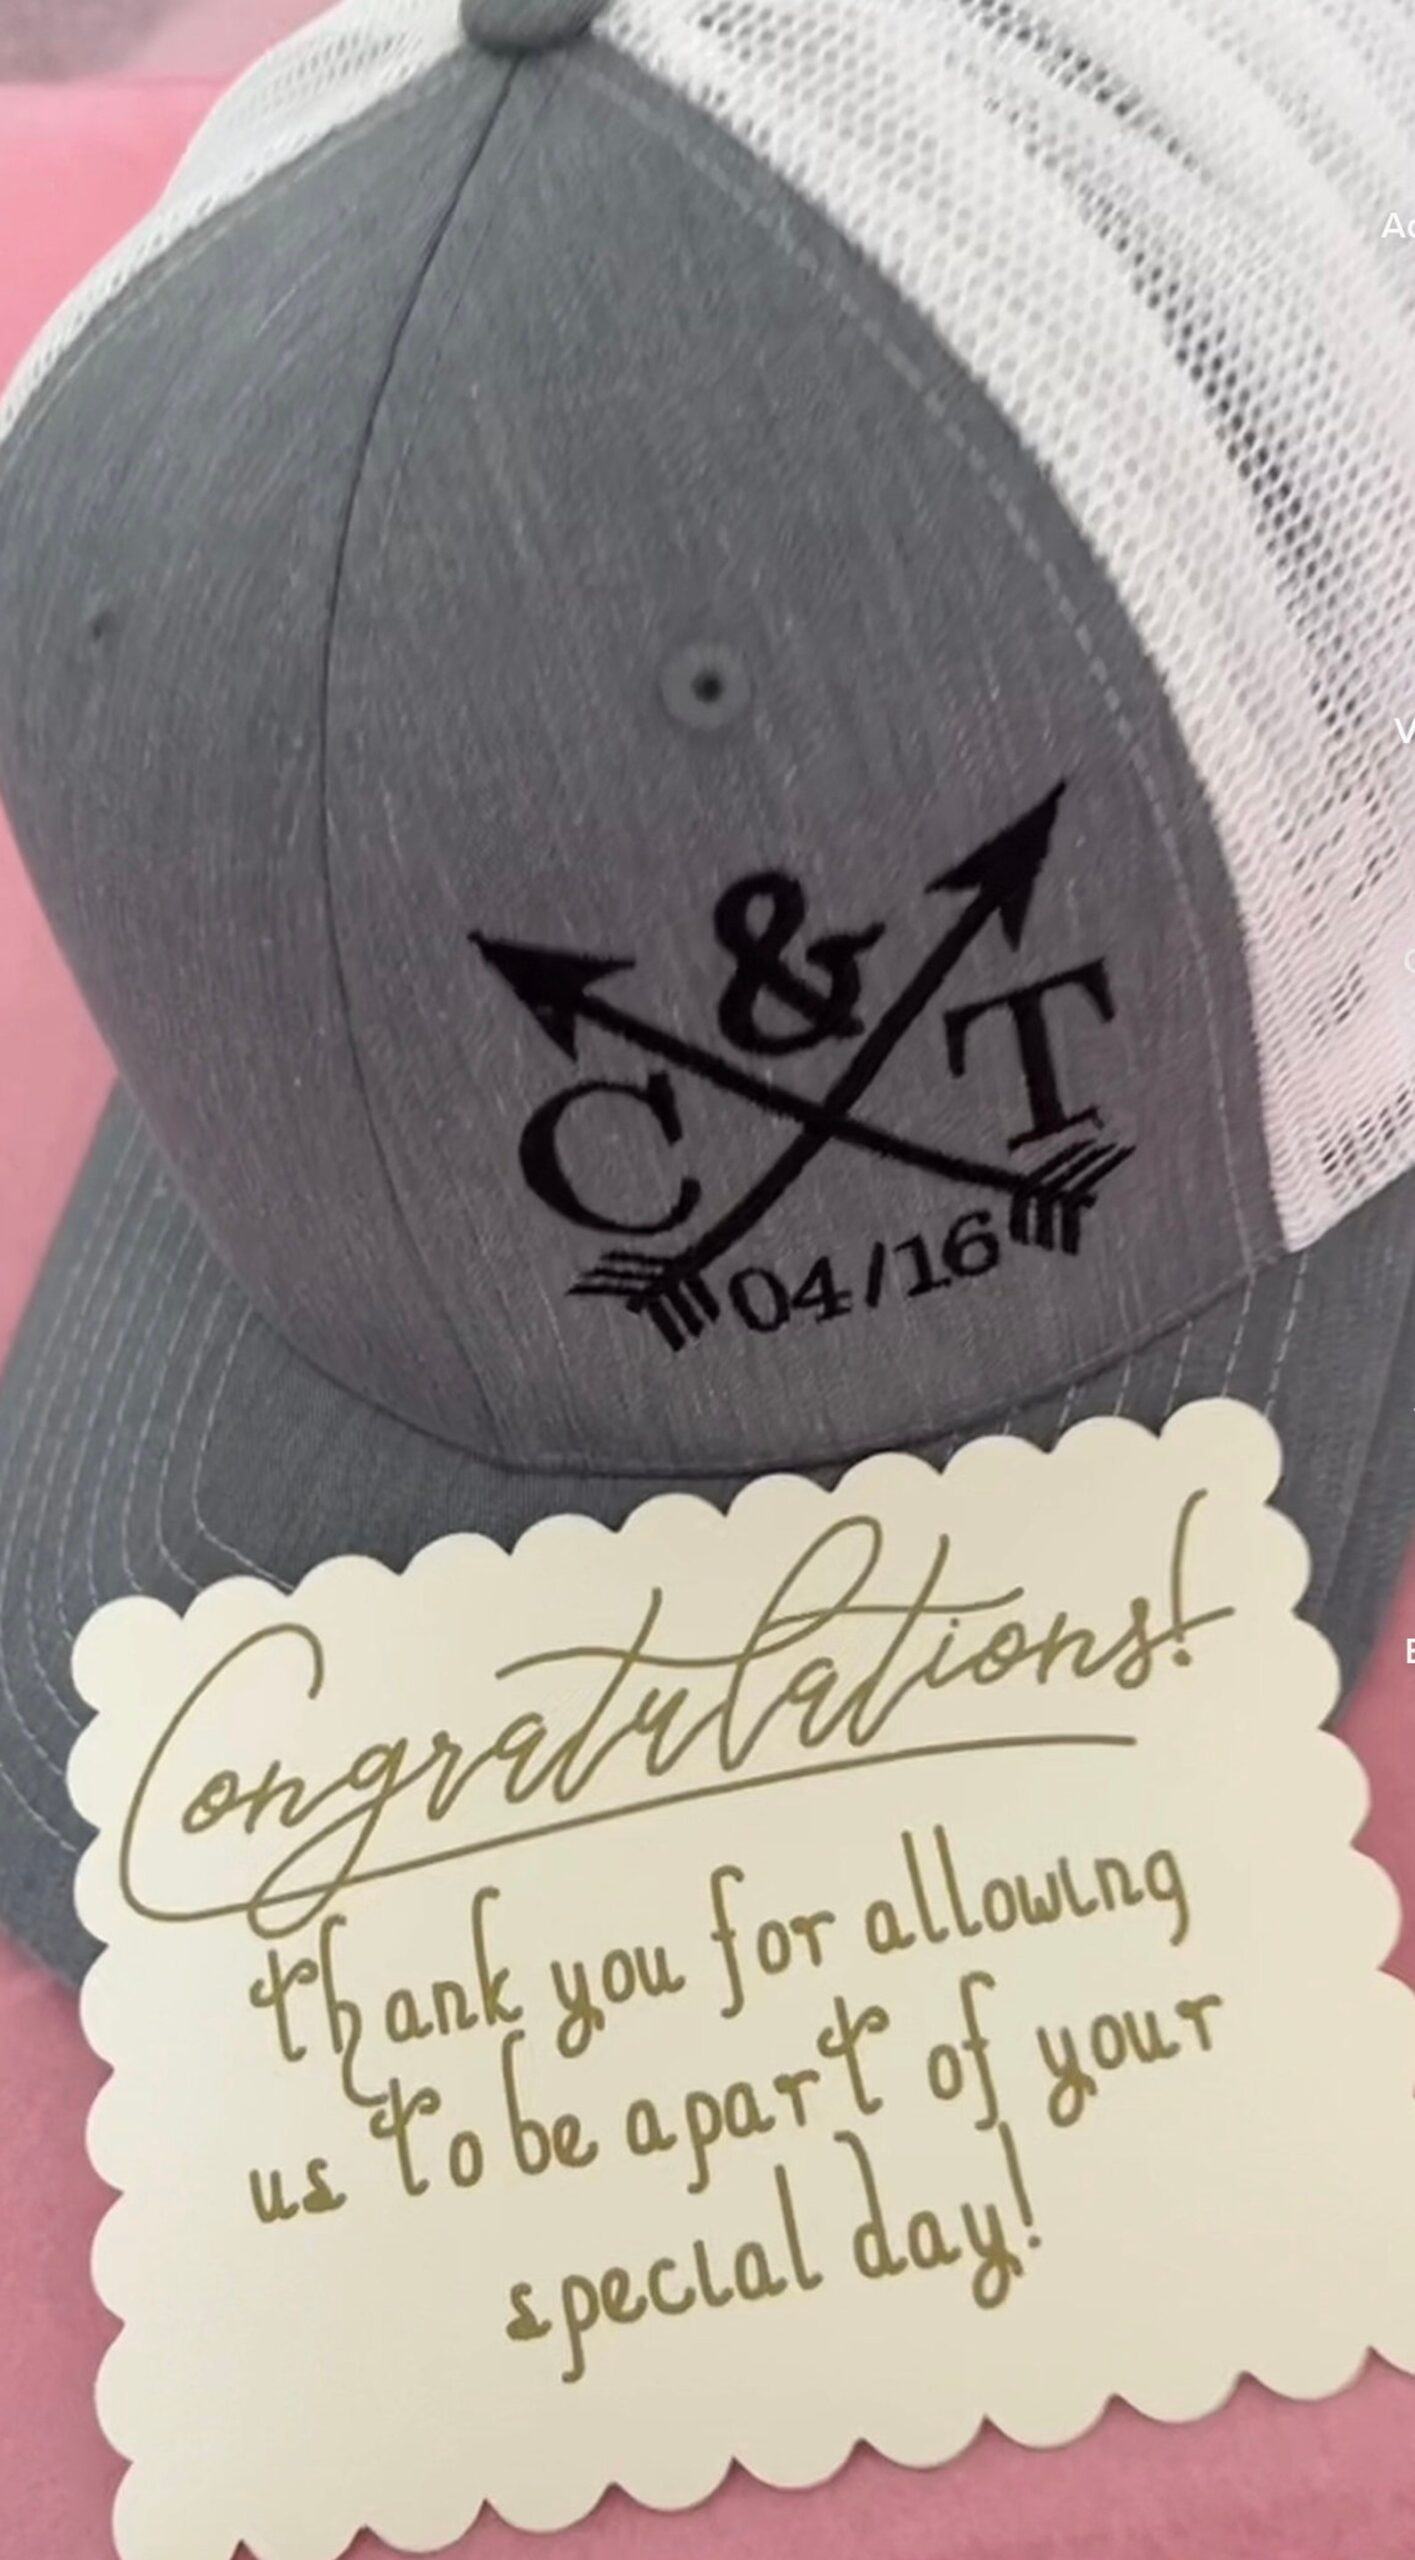 &
C T
04/16
Congratulations!
thank you for allowing
us to be apart of your
special day!